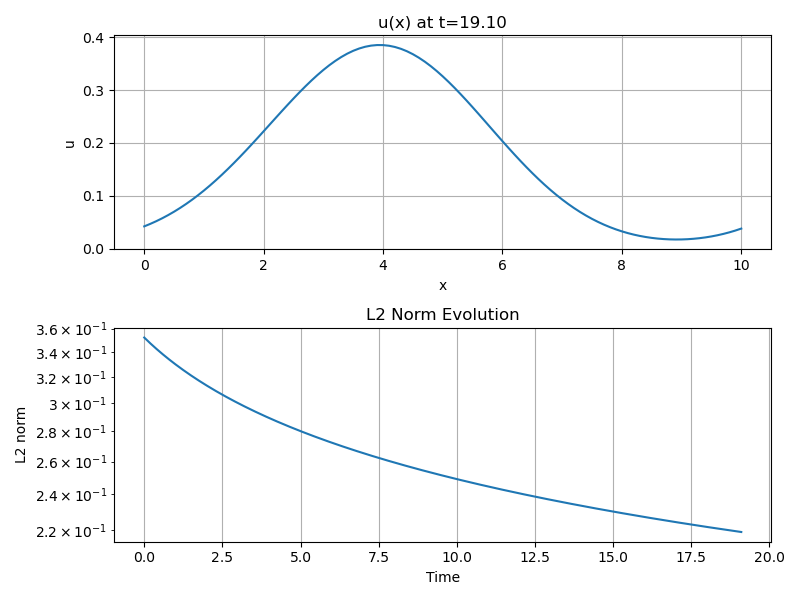 u(x) at t=19.10
0.4
0.3
0.2
0.1
0.0
u
0 2 4 6 8 10
x
L2 Norm Evolution
3.6 × 10⁻¹
3.4 × 10⁻¹
3.2 × 10⁻¹
3 × 10⁻¹
2.8 × 10⁻¹
2.6 × 10⁻¹
2.4 × 10⁻¹
2.2 × 10⁻¹
L2 norm
0.0 2.5 5.0 7.5 10.0 12.5 15.0 17.5 20.0
Time